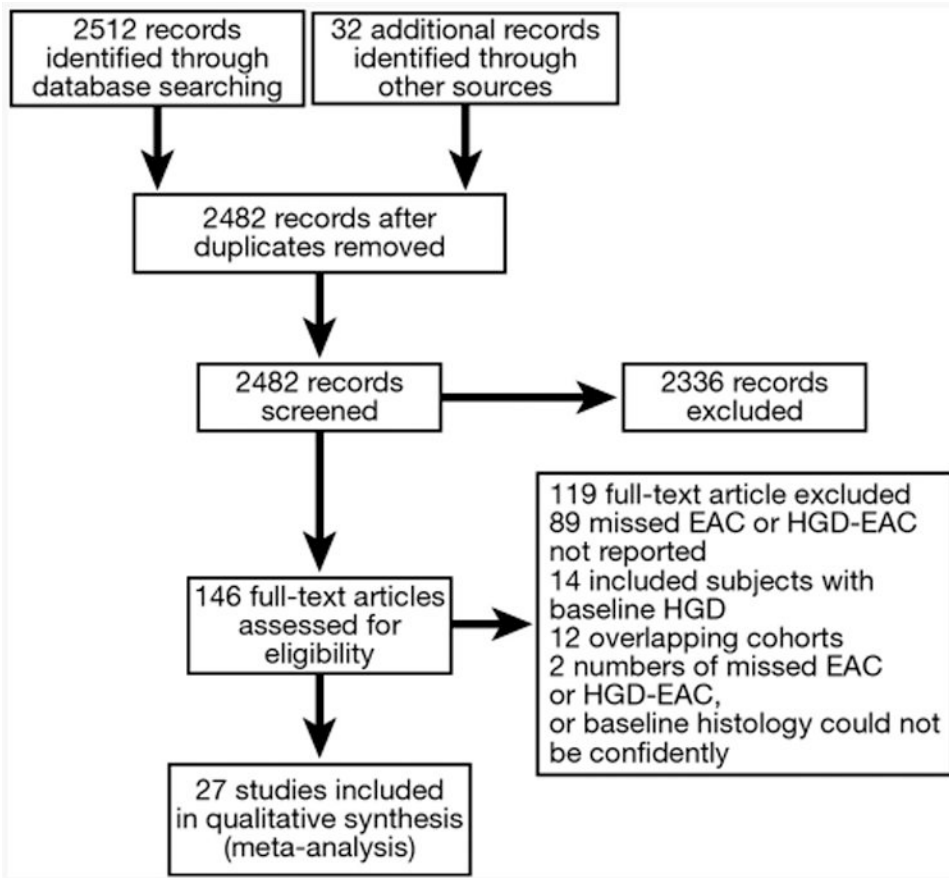 2512 records
identified through
database searching
32 additional records
identified through
other sources
2482 records after
duplicates removed
2482 records
screened
2336 records
excluded
146 full-text articles
assessed for
eligibility
119 full-text article excluded
89 missed EAC or HGD-EAC
not reported
14 included subjects with
baseline HGD
12 overlapping cohorts
2 numbers of missed EAC
or HGD-EAC,
or baseline histology could not
be confidently
27 studies included
in qualitative synthesis
(meta-analysis)